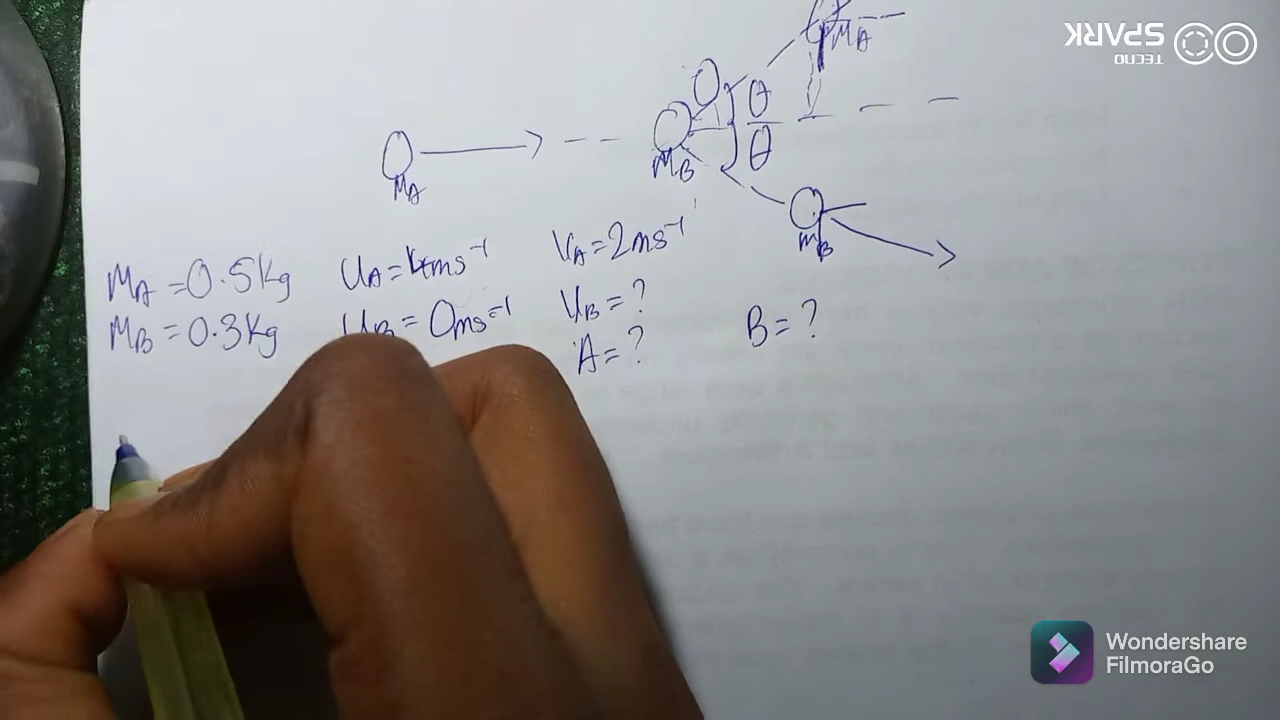 MA
θ
θ
MB
MA
MB
MA = 0.5kg UA = 4ms⁻¹ VA = 2ms⁻¹
MB = 0.3kg UB = 0ms⁻¹ VB = ?
A = ? B = ?
TECNO
SPARK
Wondershare
FilmoraGo